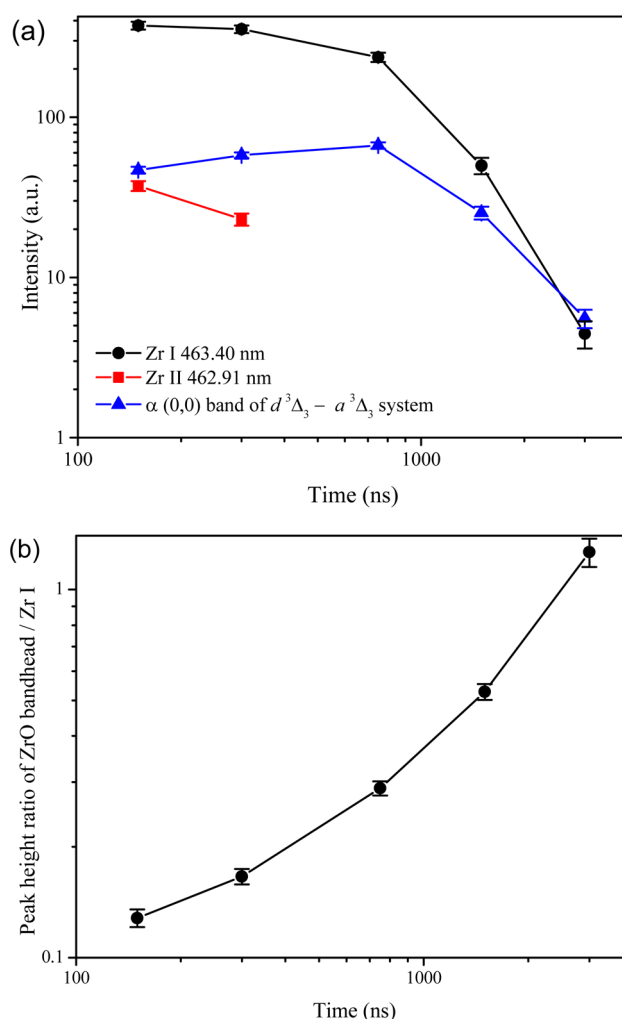 (a)
100
10
1
Intensity (a.u.)
Zr I 463.40 nm
Zr II 462.91 nm
α (0,0) band of d ³Δ₃ – a ³Δ₃ system
100
1000
Time (ns)
(b)
1
0.1
Peak height ratio of ZrO bandhead / Zr I
100
1000
Time (ns)